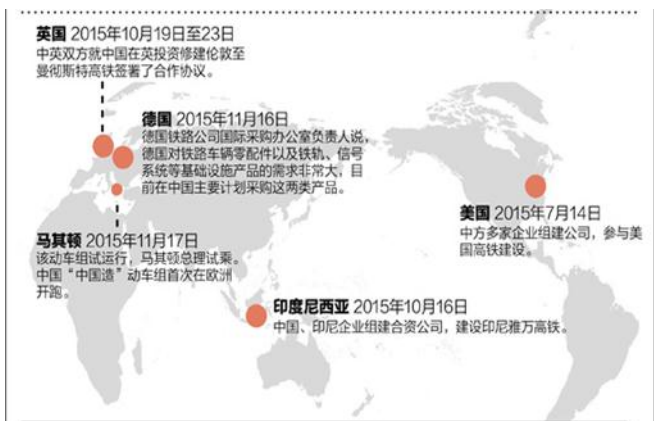 英国 2015年10月19日至23日
中英双方就中国在英投资修建伦敦至
曼彻斯特高铁签署了合作协议。
德国 2015年11月16日
德国铁路公司国际采购办公室负责人说，
德国对铁路车辆零配件以及铁轨、信号
系统等基础设施产品的需求非常大，目
前在中国主要计划采购这两类产品。
美国 2015年7月14日
中方多家企业组建公司，参与美
国高铁建设。
马其顿 2015年11月17日
该动车组试运行，马其顿总理试乘。
中国“中国造”动车组首次在欧洲
开跑。
印度尼西亚 2015年10月16日
中国、印尼企业组建合资公司，建设印尼雅万高铁。